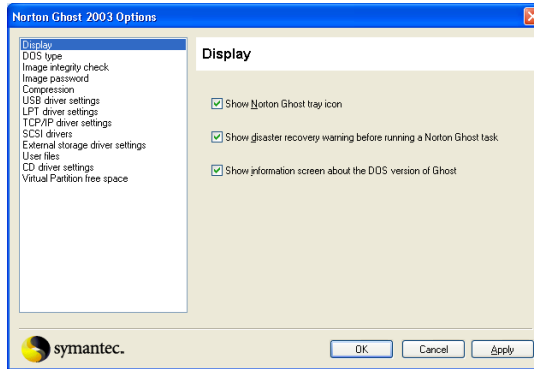 Norton Ghost 2003 Options
Display
DOS type
Image integrity check
Image password
Compression
USB driver settings
LPT driver settings
TCP/IP driver settings
SCSI drivers
External storage driver settings
User files
CD driver settings
Virtual Partition free space
Display
Show Norton Ghost tray icon
Show disaster recovery warning before running a Norton Ghost task
Show information screen about the DOS version of Ghost
symantec.
OK
Cancel
Apply